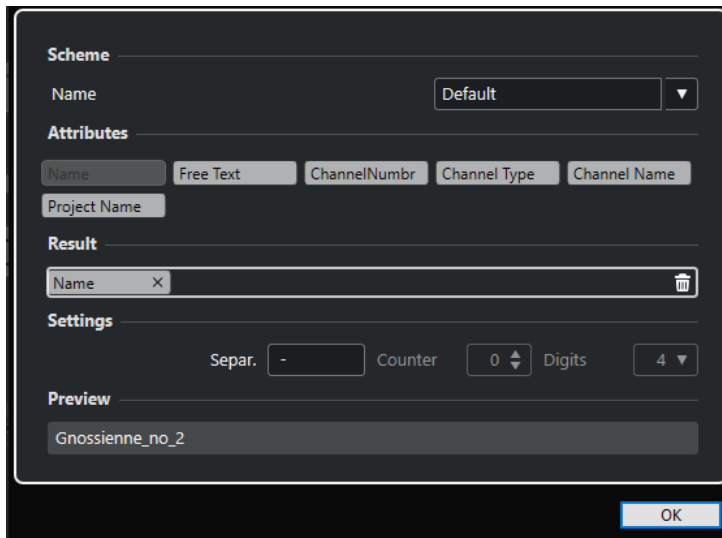 Scheme
Name Default
Attributes
Name Free Text ChannelNumbr Channel Type Channel Name
Project Name
Result
Name ×
Settings
Separ. - Counter 0 Digits 4
Preview
Gnossienne_no_2
OK